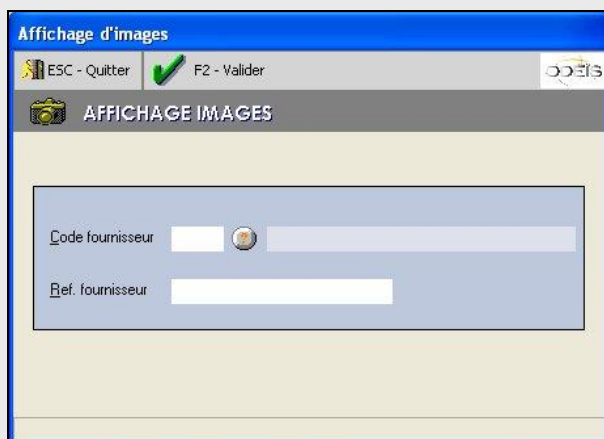 Affichage d'images
ESC - Quitter F2 - Valider
AFFICHAGE IMAGES
Code fournisseur
Ref. fournisseur